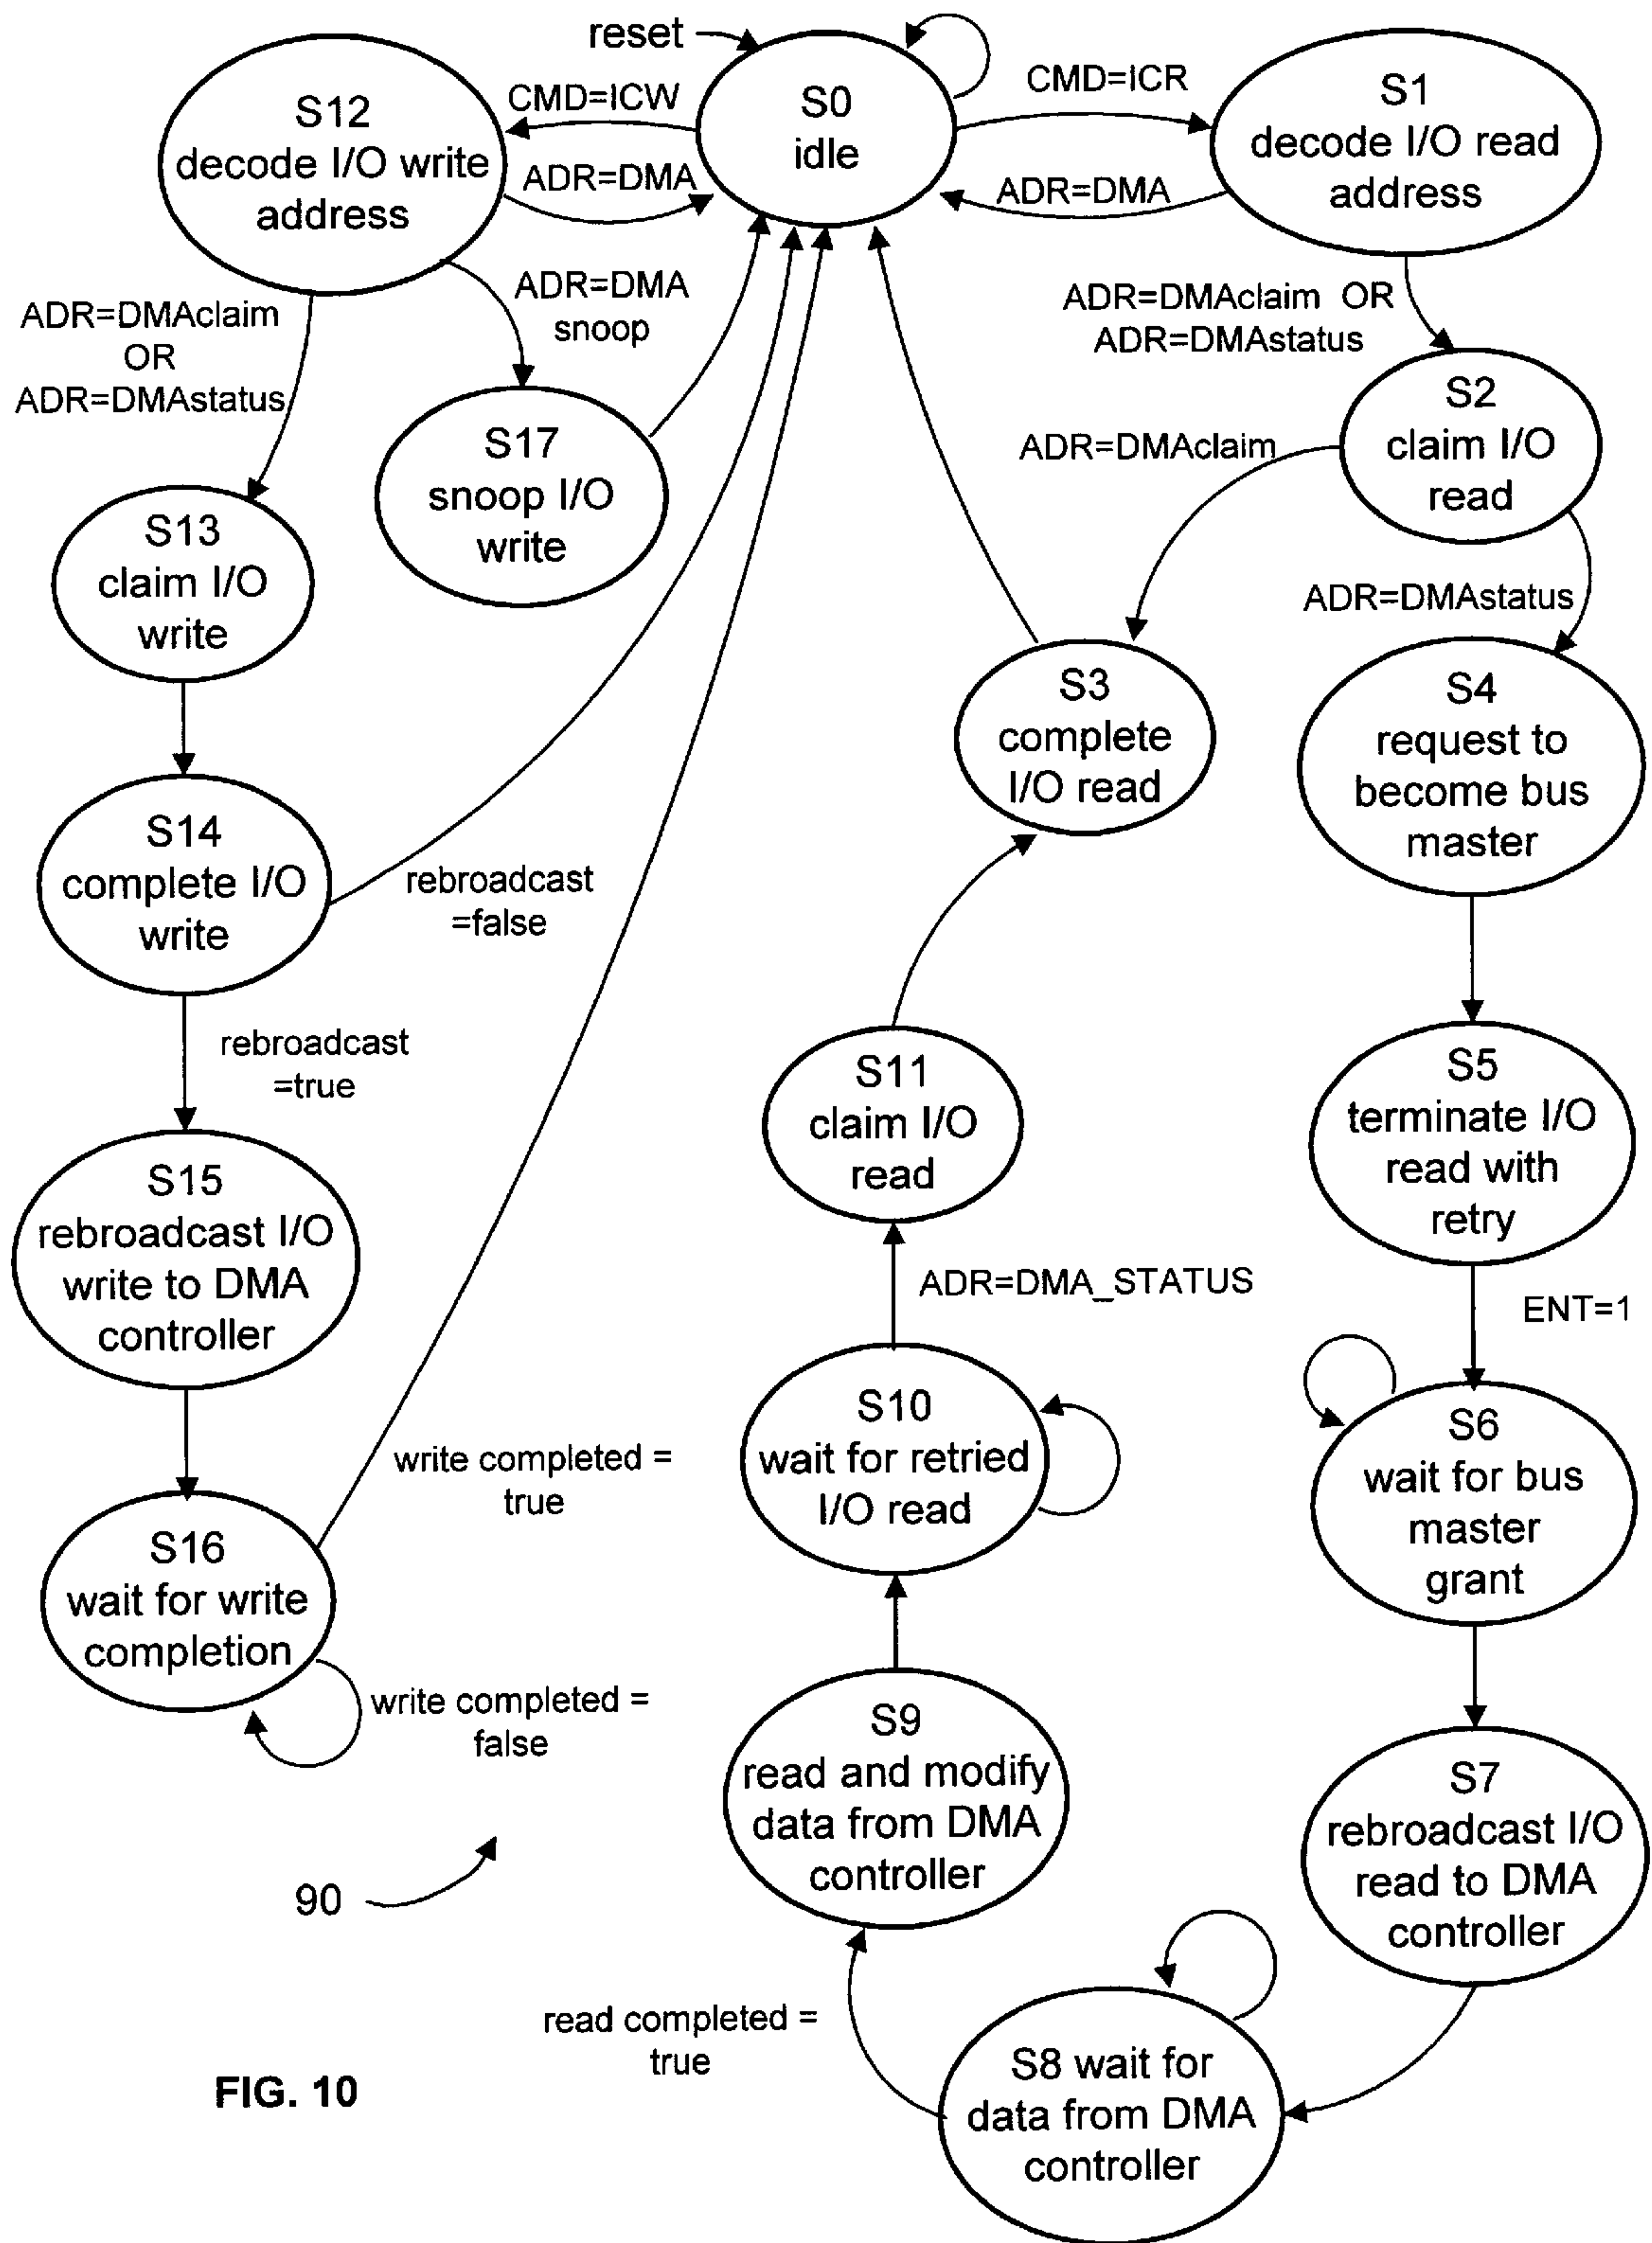 reset
S0
idle
CMD=ICW
CMD=ICR
ADR=DMA
ADR=DMA
S12
decode I/O write
address
S1
decode I/O read
address
ADR=DMAclaim
OR
ADR=DMAstatus
ADR=DMA
snoop
ADR=DMAclaim OR
ADR=DMAstatus
S17
snoop I/O
write
S2
claim I/O
read
ADR=DMAclaim
ADR=DMAstatus
S13
claim I/O
write
S3
complete
I/O read
S4
request to
become bus
master
S14
complete I/O
write
rebroadcast
=false
rebroadcast
=true
S11
claim I/O
read
S5
terminate I/O
read with
retry
S15
rebroadcast I/O
write to DMA
controller
ADR=DMA_STATUS
ENT=1
S10
wait for retried
I/O read
S6
wait for bus
master
grant
write completed =
true
S16
wait for write
completion
write completed =
false
S9
read and modify
data from DMA
controller
S7
rebroadcast I/O
read to DMA
controller
90
read completed =
true
S8 wait for
data from DMA
controller
FIG. 10